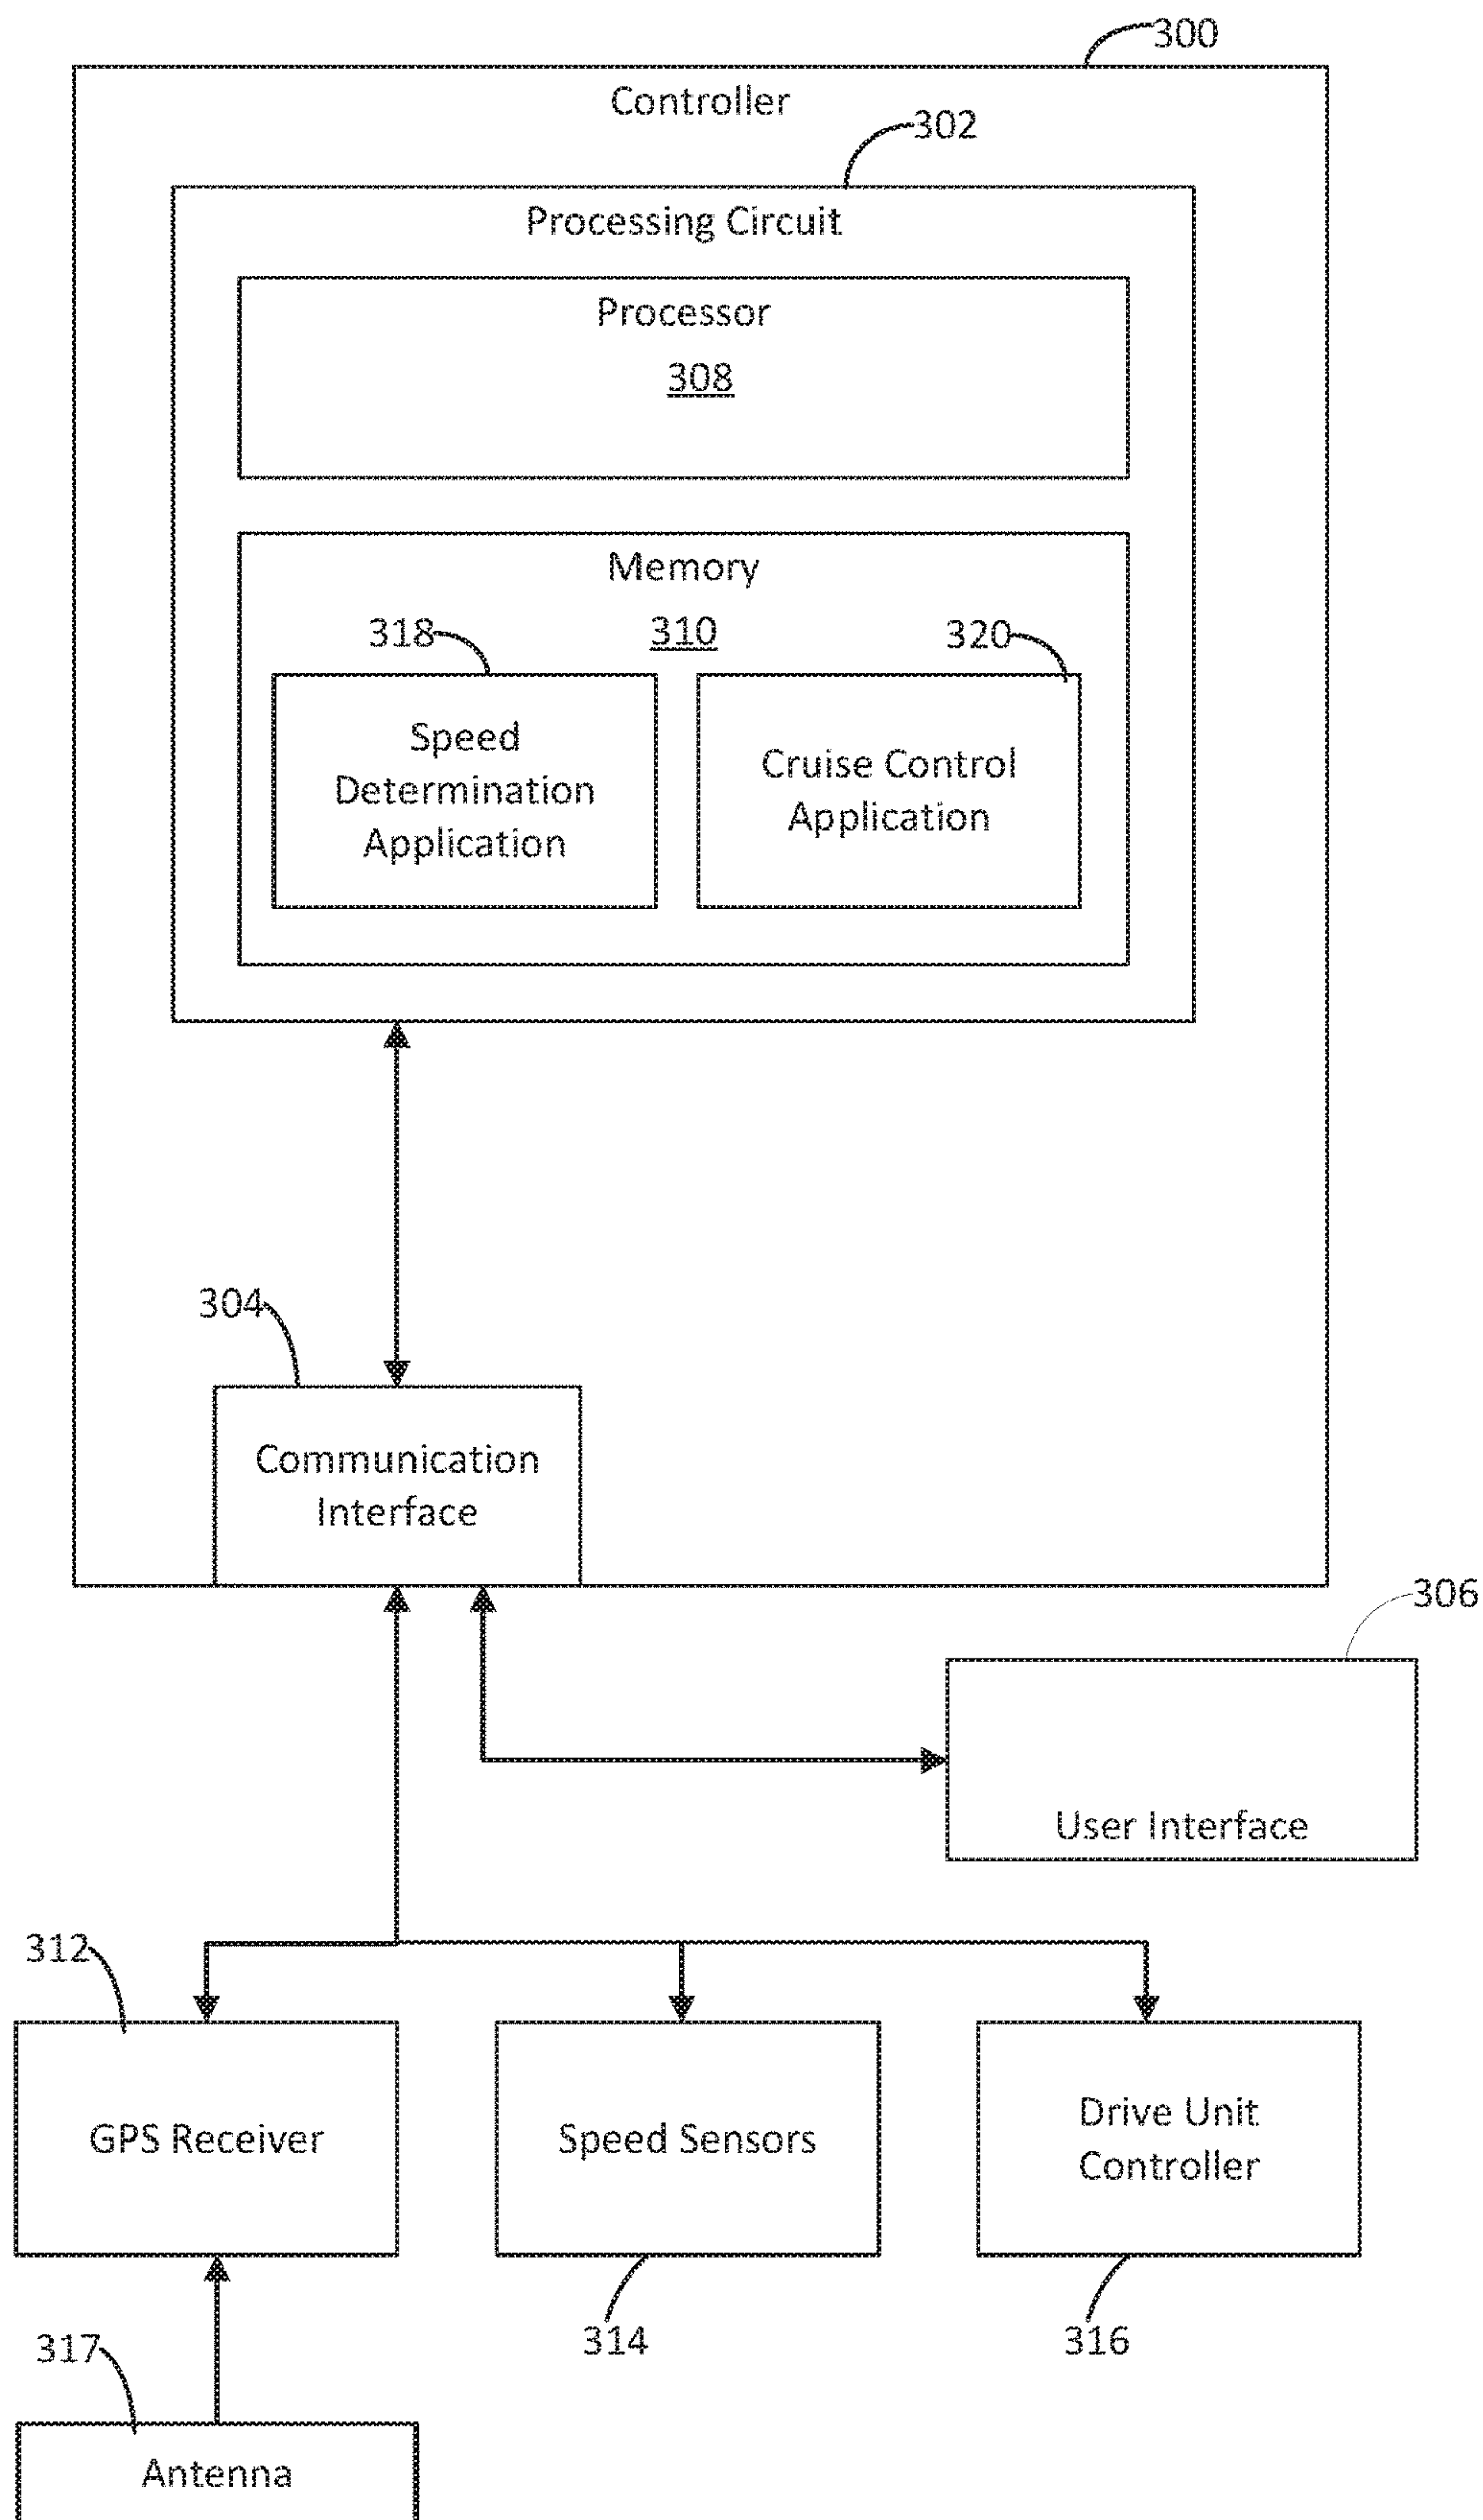 300
Controller
302
Processing Circuit
Processor
308
Memory
318
310
320
Speed
Determination
Application
Cruise Control
Application
304
Communication
Interface
306
User Interface
312
GPS Receiver
Speed Sensors
Drive Unit
Controller
314
316
317
Antenna